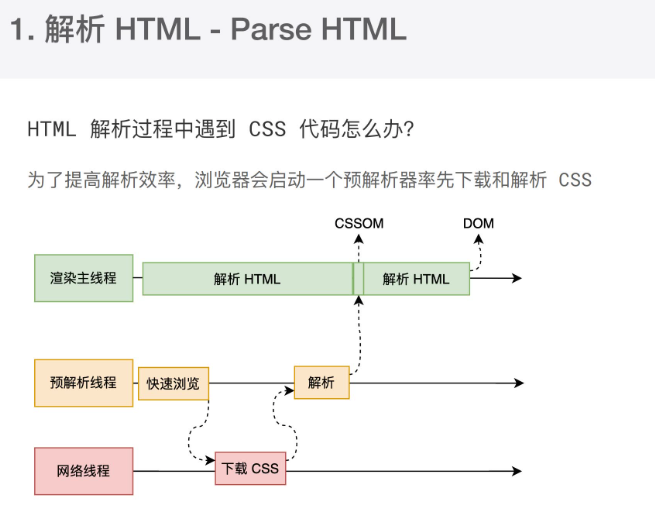 1. 解析 HTML - Parse HTML
HTML 解析过程中遇到 CSS 代码怎么办?
为了提高解析效率，浏览器会启动一个预解析器率先下载和解析 CSS
CSSOM
DOM
渲染主线程
解析 HTML
解析 HTML
预解析线程
快速浏览
解析
网络线程
下载 CSS